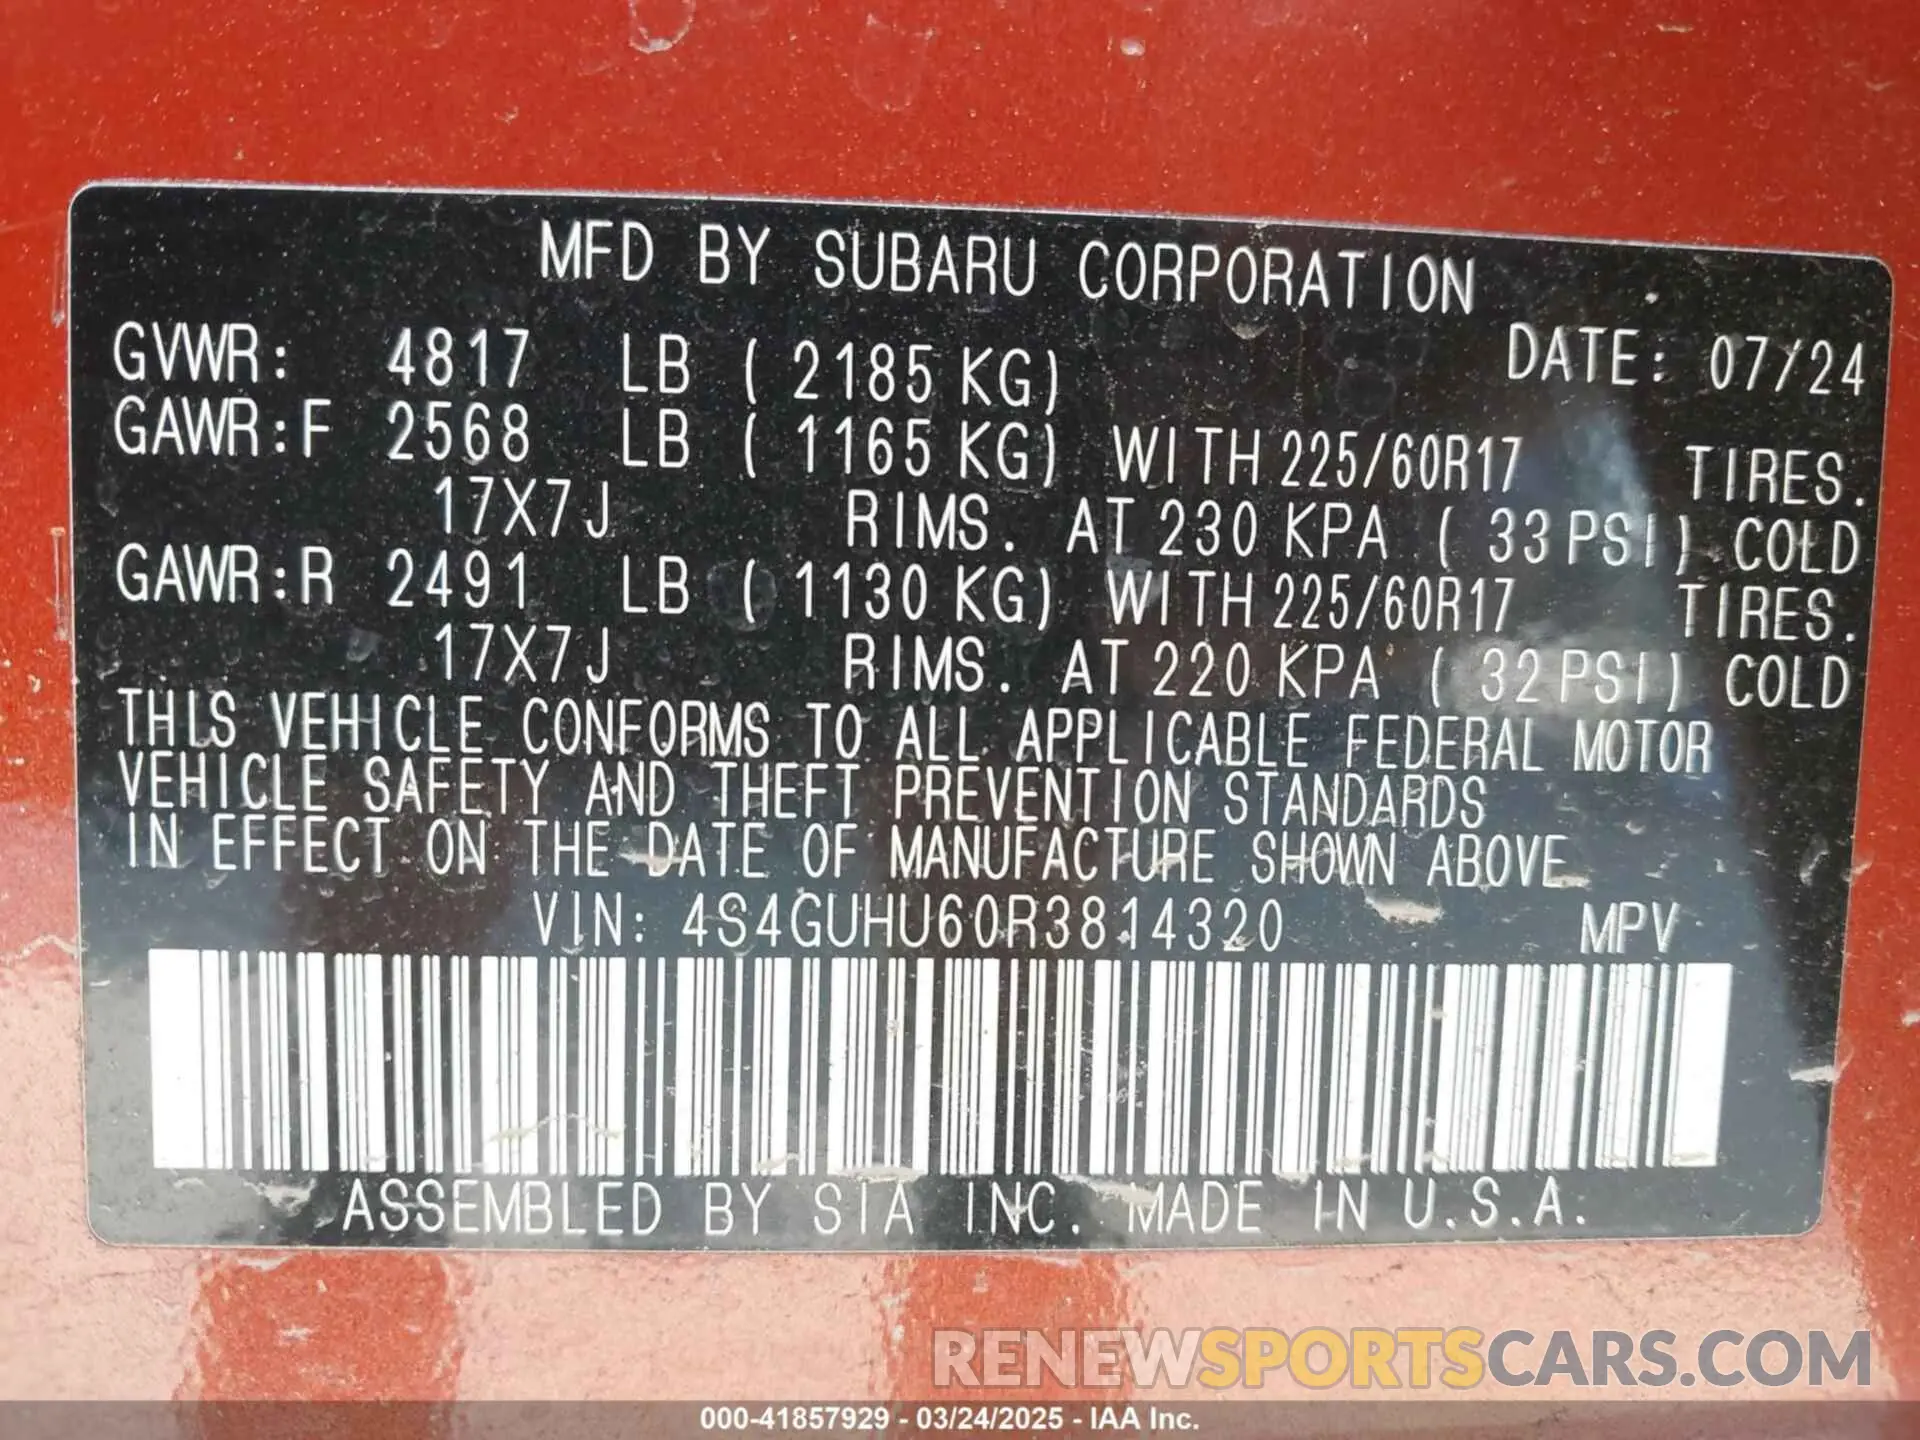 MFD BY SUBARU CORPORATION
GVWR: 4817 LB ( 2185 KG) DATE: 07/24
GAWR:F 2568 LB ( 1165 KG) WITH 225/60R17 TIRES.
17X7J RIMS. AT 230 KPA ( 33 PSI) COLD
GAWR:R 2491 LB ( 1130 KG) WITH 225/60R17 TIRES.
17X7J RIMS. AT 220 KPA ( 32 PSI) COLD
THIS VEHICLE CONFORMS TO ALL APPLICABLE FEDERAL MOTOR
VEHICLE SAFETY AND THEFT PREVENTION STANDARDS
IN EFFECT ON THE DATE OF MANUFACTURE SHOWN ABOVE
VIN: 4S4GUHU60R3814320 MPV
ASSEMBLED BY SIA INC. MADE IN U.S.A.
RENEWSPORTSCARS.COM
000-41857929 - 03/24/2025 - IAA Inc.